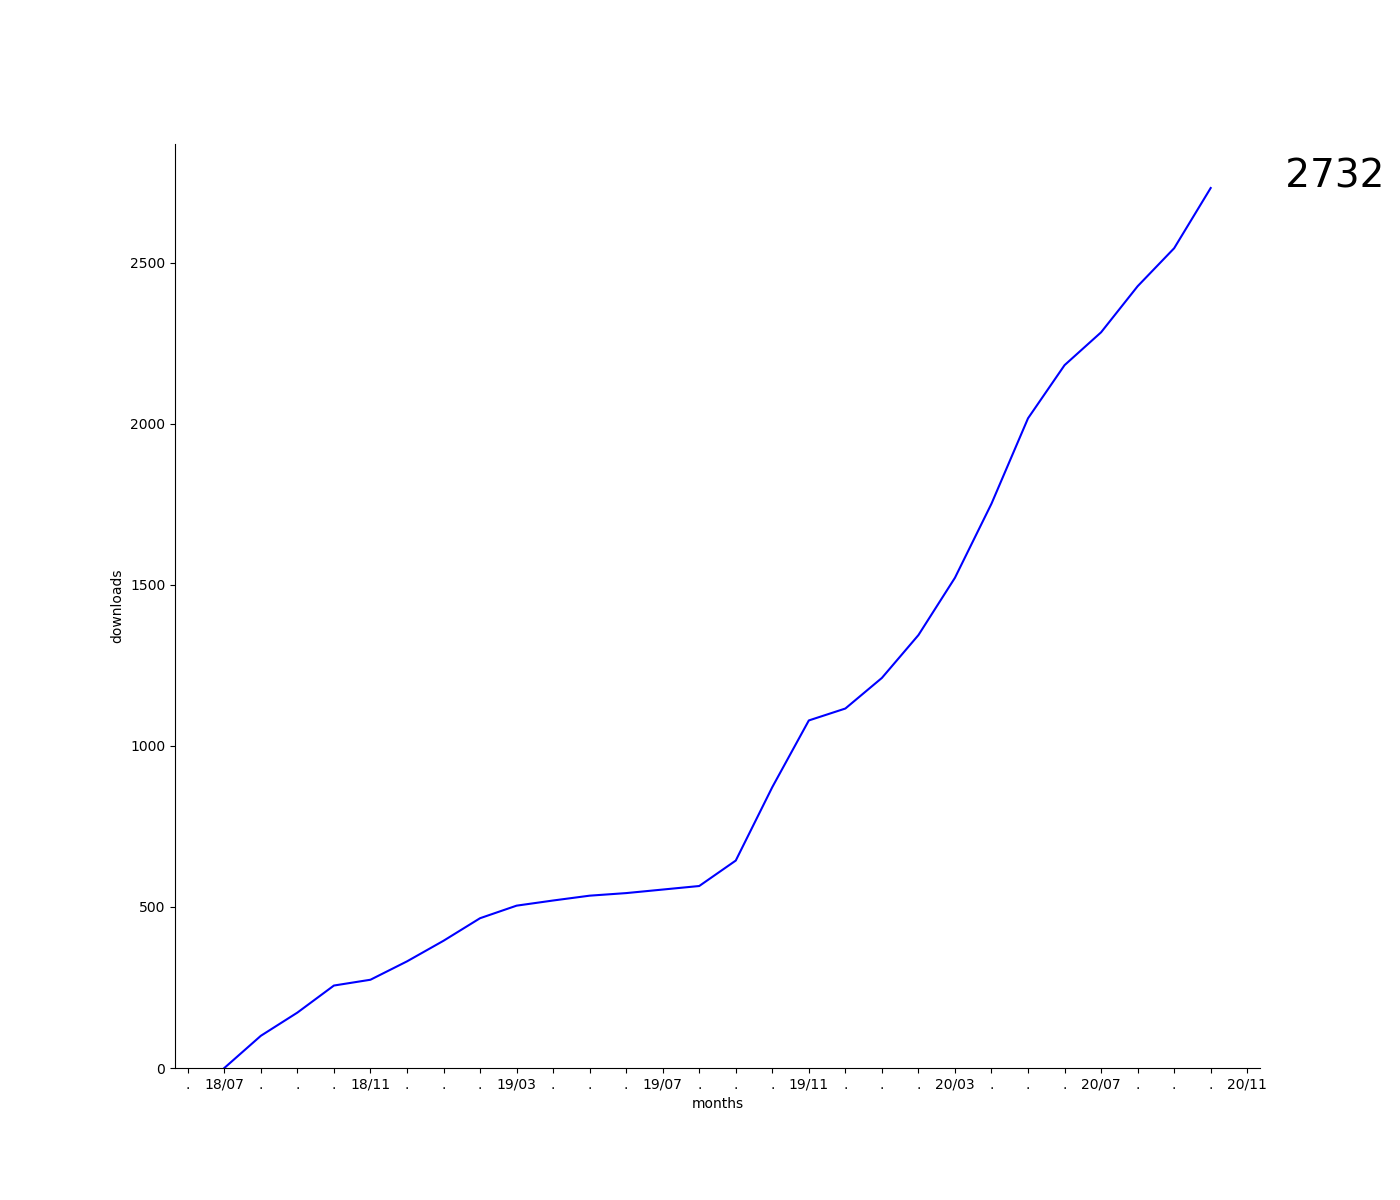 2732
2500
2000
1500
1000
500
0
downloads
. 18/07 . . . 18/11 . . . 19/03 . . . 19/07 . . . 19/11 . . . 20/03 . . . 20/07 . . . 20/11
months